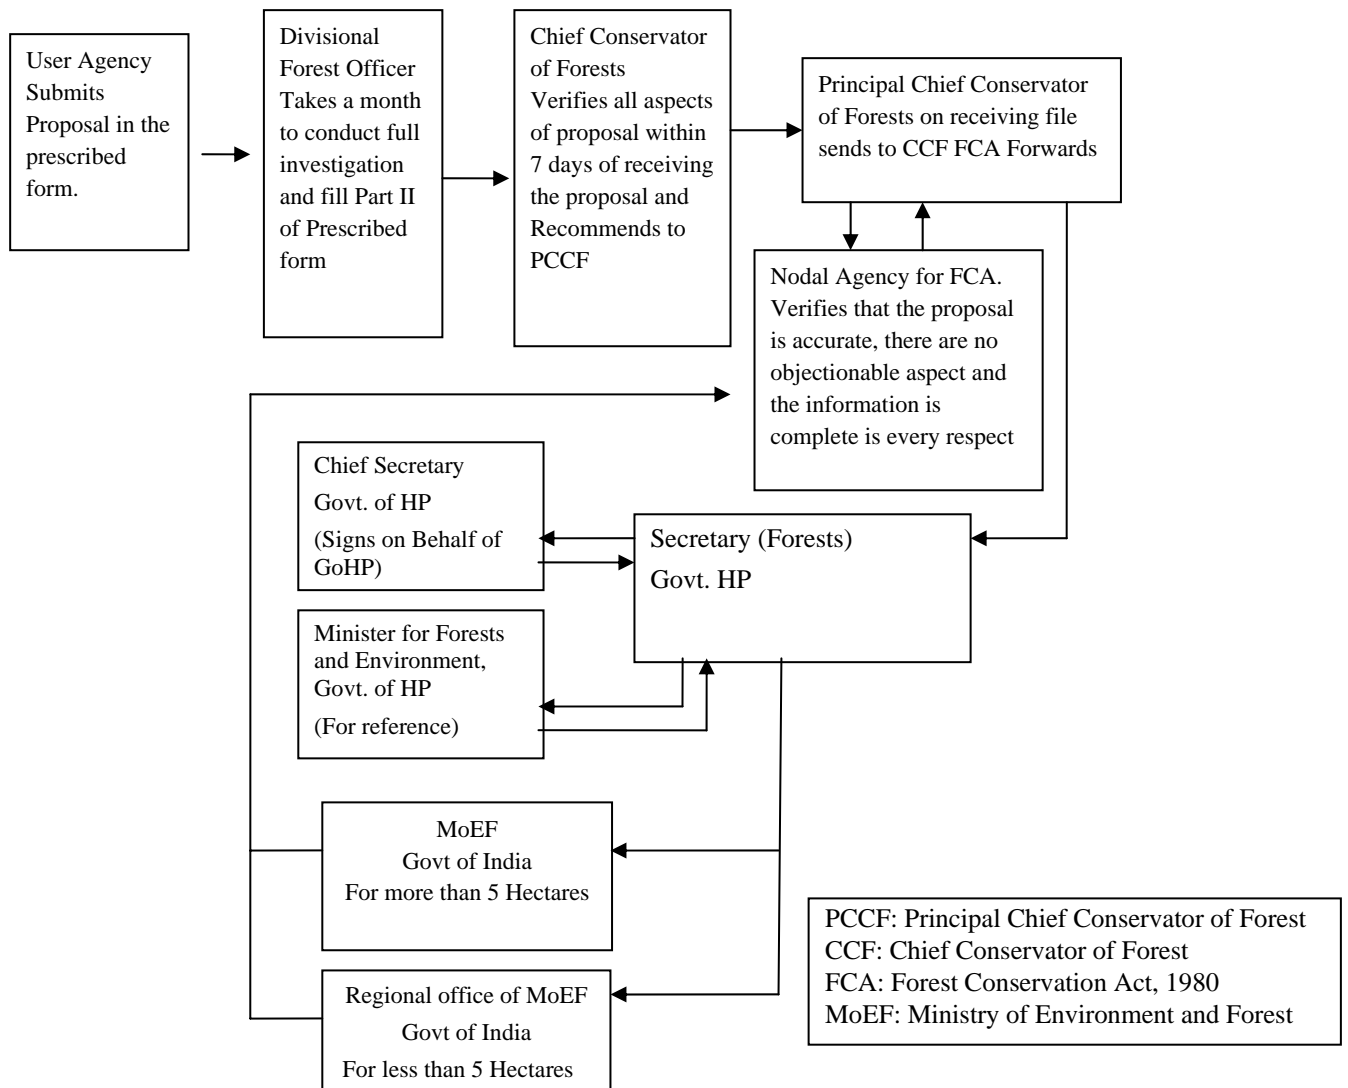 User Agency
Submits
Proposal in the
prescribed
form.
Divisional
Forest Officer
Takes a month
to conduct full
investigation
and fill Part II
of Prescribed
form
Chief Conservator
of Forests
Verifies all aspects
of proposal within
7 days of receiving
the proposal and
Recommends to
PCCF
Principal Chief Conservator
of Forests on receiving file
sends to CCF FCA Forwards
Nodal Agency for FCA.
Verifies that the proposal
is accurate, there are no
objectionable aspect and
the information is
complete is every respect
Chief Secretary
Govt. of HP
(Signs on Behalf of
GoHP)
Secretary (Forests)
Govt. HP
Minister for Forests
and Environment,
Govt. of HP
(For reference)
MoEF
Govt of India
For more than 5 Hectares
Regional office of MoEF
Govt of India
For less than 5 Hectares
PCCF: Principal Chief Conservator of Forest
CCF: Chief Conservator of Forest
FCA: Forest Conservation Act, 1980
MoEF: Ministry of Environment and Forest